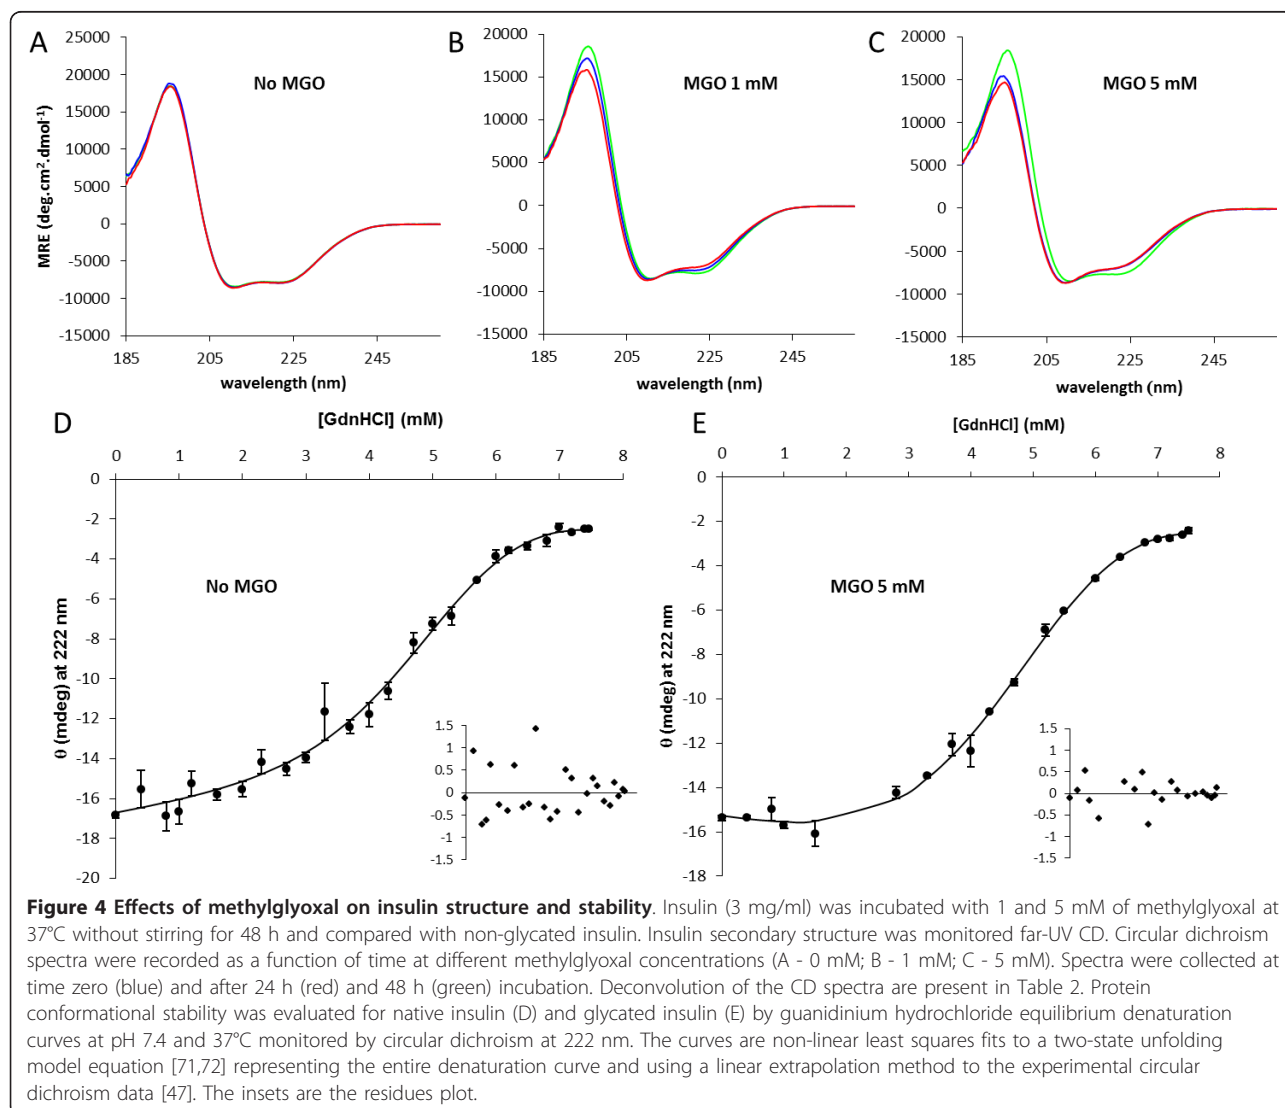 A
No MGO
MRE (deg.cm².dmol⁻¹)
25000
20000
15000
10000
5000
0
-5000
-10000
-15000
185
205
225
245
wavelength (nm)
B
MGO 1 mM
20000
15000
10000
5000
0
5000
10000
15000
185
205
225
245
wavelength (nm)
C
MGO 5 mM
20000
15000
10000
5000
0
-5000
-10000
-15000
185
205
225
245
wavelength (nm)
D
[GdnHCl] (mM)
0 1 2 3 4 5 6 7 8
0
-2
-4
-6
-8
-10
-12
-14
-16
-18
-20
θ (mdeg) at 222 nm
No MGO
1.5
1
0.5
0
-0.5
-1
-1.5
E
[GdnHCl] (mM)
0 1 2 3 4 5 6 7 8
0
-2
-4
-6
-8
-10
-12
-14
-16
-18
θ (mdeg) at 222 nm
MGO 5 mM
1.5
1
0.5
0
-0.5
-1
-1.5
Figure 4 Effects of methylglyoxal on insulin structure and stability. Insulin (3 mg/ml) was incubated with 1 and 5 mM of methylglyoxal at
37°C without stirring for 48 h and compared with non-glycated insulin. Insulin secondary structure was monitored far-UV CD. Circular dichroism
spectra were recorded as a function of time at different methylglyoxal concentrations (A - 0 mM; B - 1 mM; C - 5 mM). Spectra were collected at
time zero (blue) and after 24 h (red) and 48 h (green) incubation. Deconvolution of the CD spectra are present in Table 2. Protein
conformational stability was evaluated for native insulin (D) and glycated insulin (E) by guanidinium hydrochloride equilibrium denaturation
curves at pH 7.4 and 37°C monitored by circular dichroism at 222 nm. The curves are non-linear least squares fits to a two-state unfolding
model equation [71,72] representing the entire denaturation curve and using a linear extrapolation method to the experimental circular
dichroism data [47]. The insets are the residues plot.